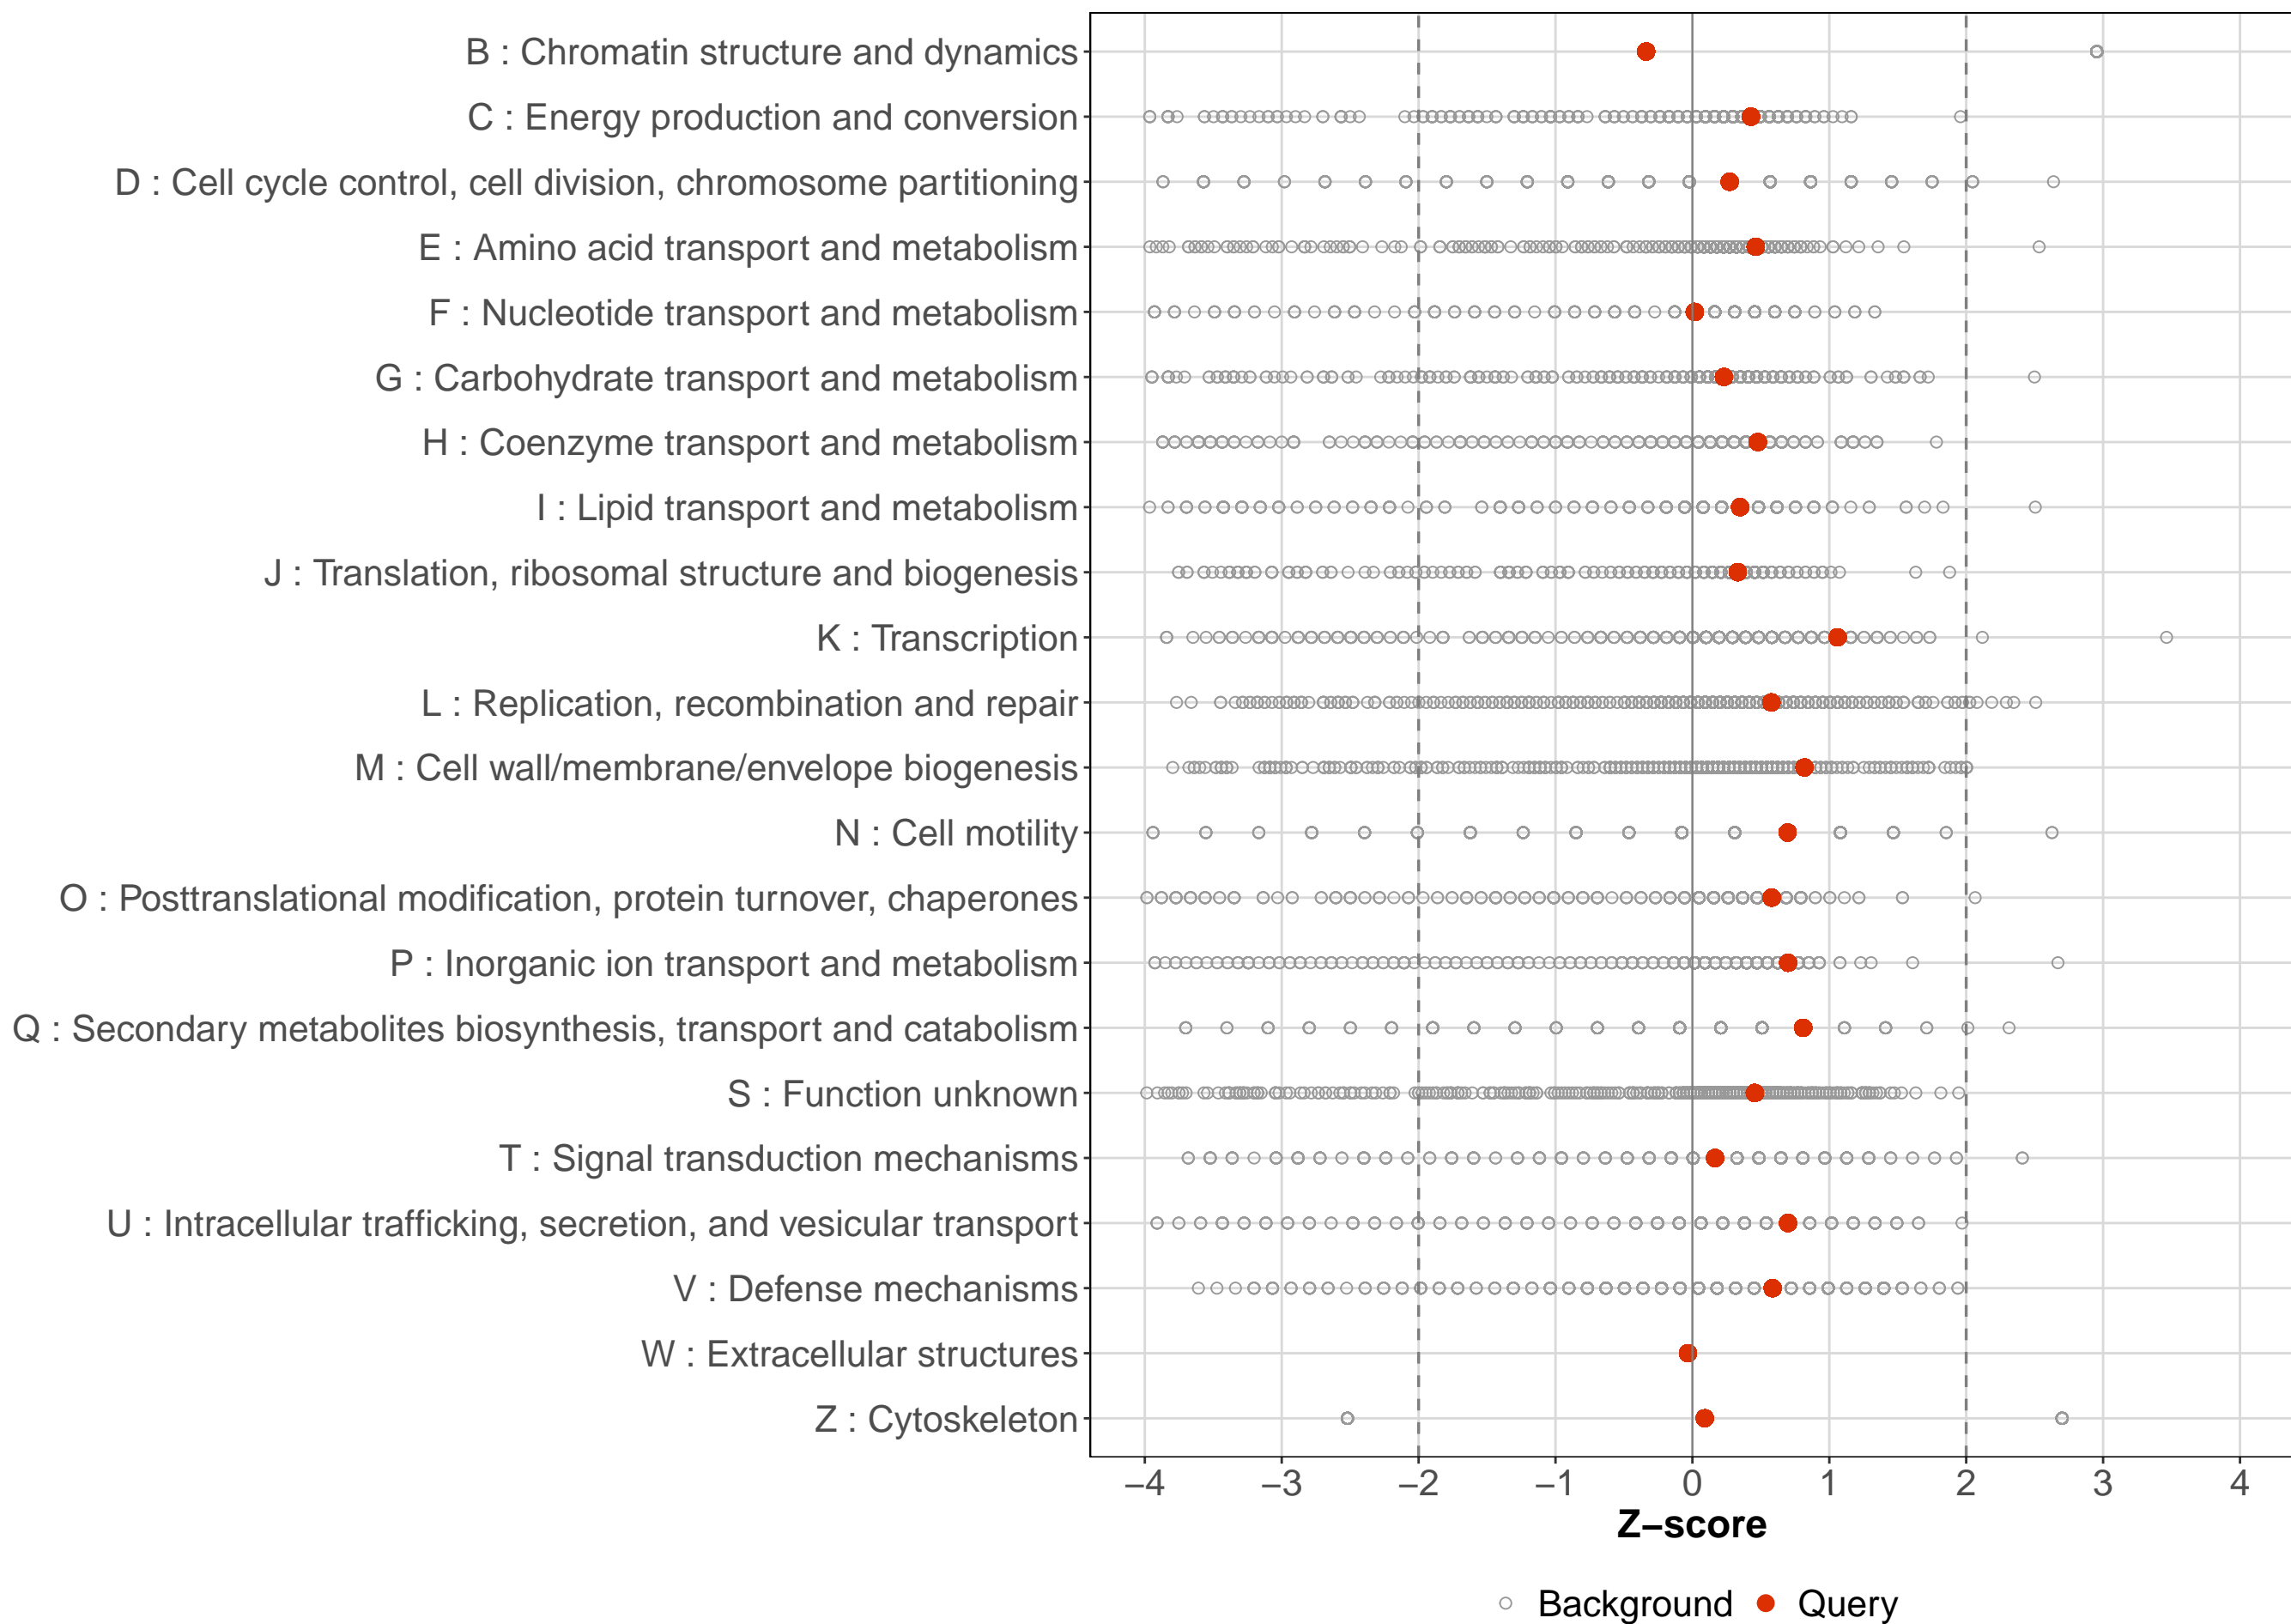 B : Chromatin structure and dynamics
C : Energy production and conversion
D : Cell cycle control, cell division, chromosome partitioning
E : Amino acid transport and metabolism
F : Nucleotide transport and metabolism
G : Carbohydrate transport and metabolism
H : Coenzyme transport and metabolism
I : Lipid transport and metabolism
J : Translation, ribosomal structure and biogenesis
K : Transcription
L : Replication, recombination and repair
M : Cell wall/membrane/envelope biogenesis
N : Cell motility
O : Posttranslational modification, protein turnover, chaperones
P : Inorganic ion transport and metabolism
Q : Secondary metabolites biosynthesis, transport and catabolism
S : Function unknown
T : Signal transduction mechanisms
U : Intracellular trafficking, secretion, and vesicular transport
V : Defense mechanisms
W : Extracellular structures
Z : Cytoskeleton
−4 −3 −2 −1 0 1 2 3 4
Z−score
Background Query